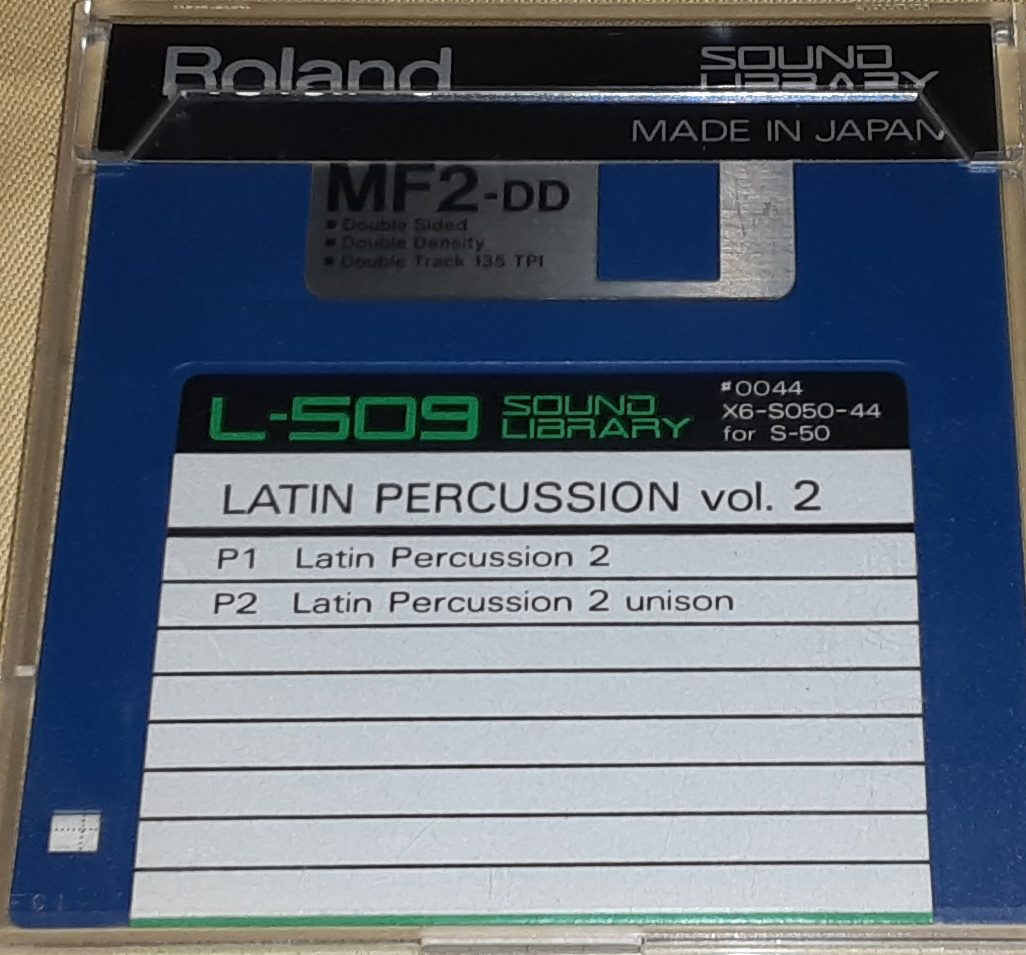 Roland
SOUND
LIBRARY
MADE IN JAPAN
MF2-DD
■ Double Sided
■ Double Density
■ Double Track 135 TPI
L-509 SOUND LIBRARY
#0044
X6-S050-44
for S-50
LATIN PERCUSSION vol. 2
P1 Latin Percussion 2
P2 Latin Percussion 2 unison